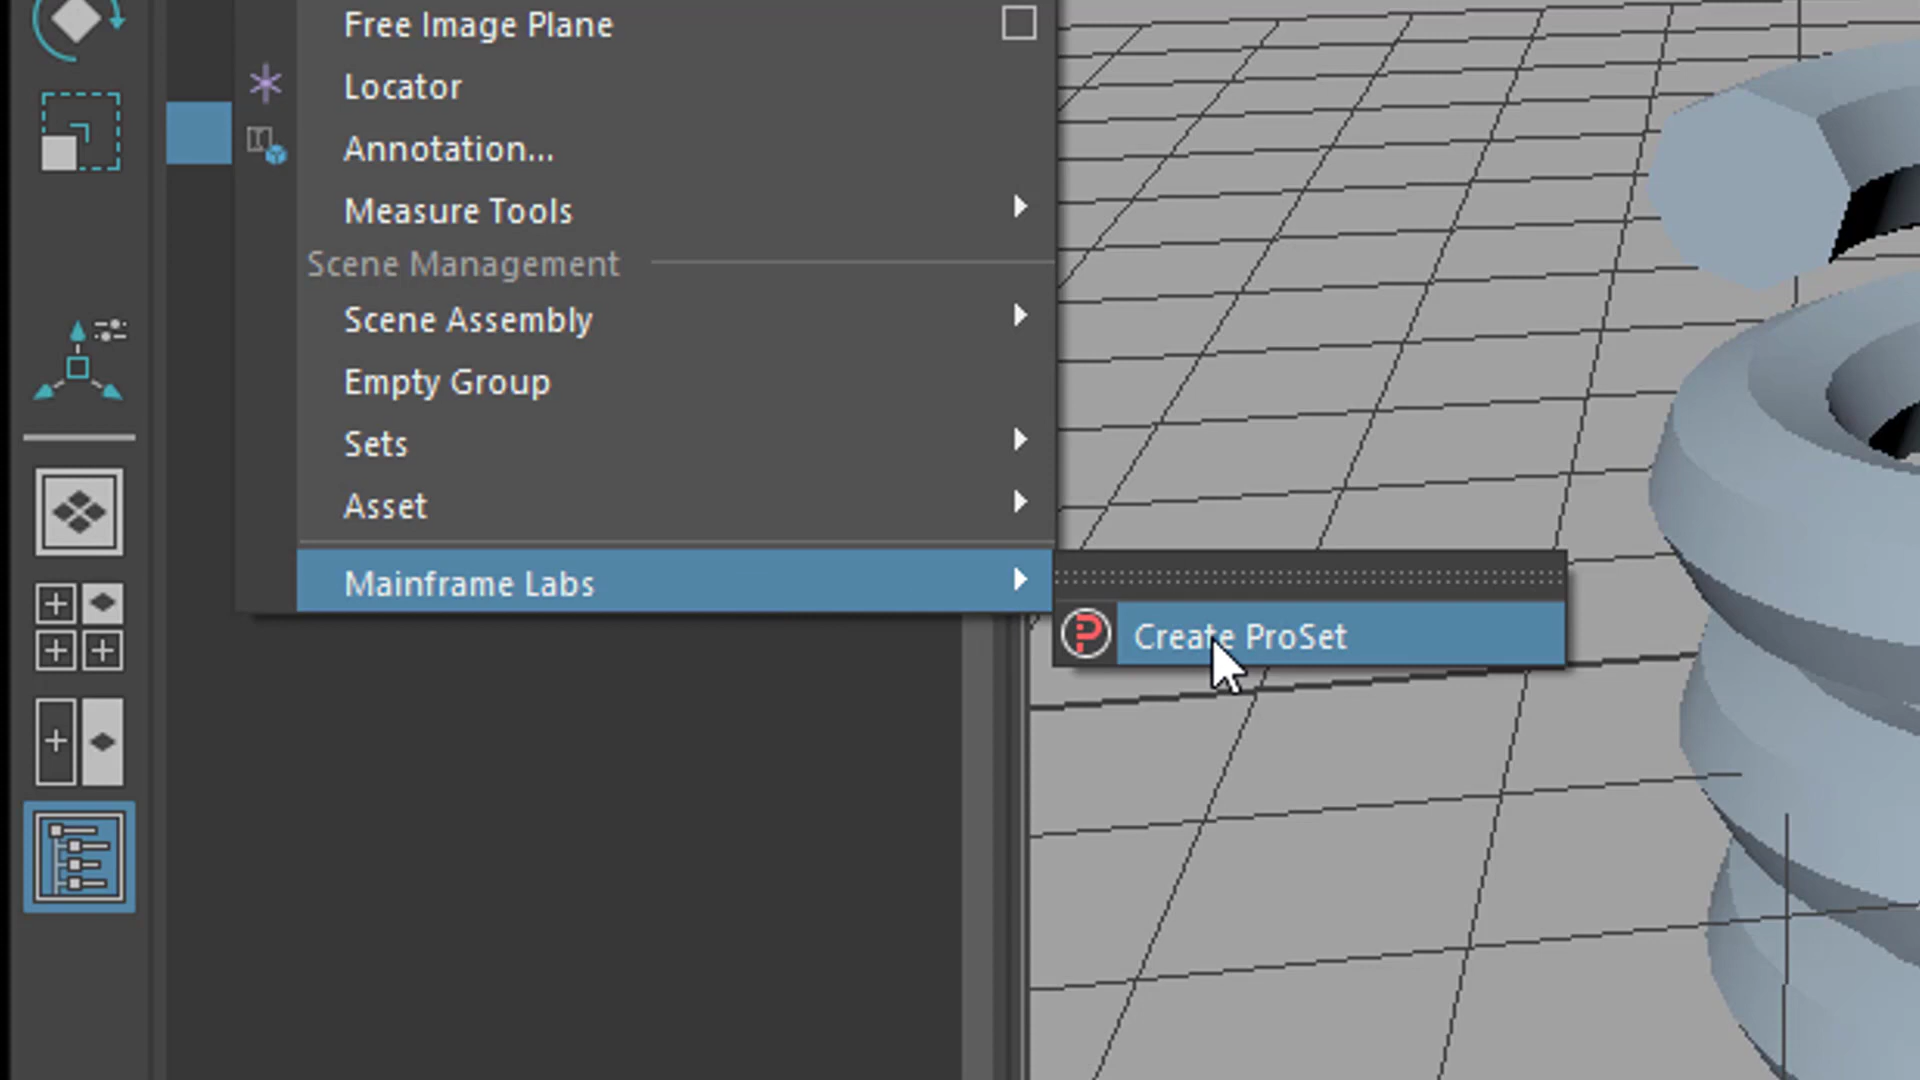 Free Image Plane
Locator
Annotation...
Measure Tools
Scene Management
Scene Assembly
Empty Group
Sets
Asset
Mainframe Labs
Create ProSet